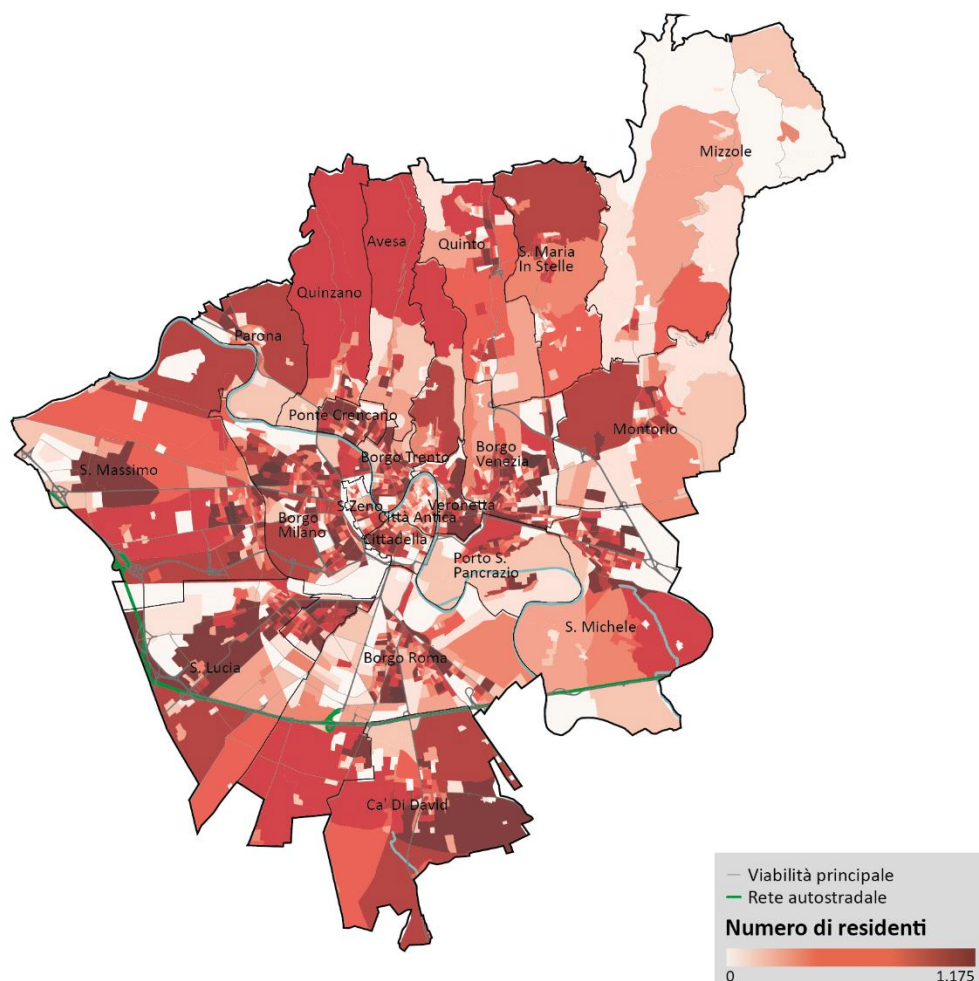 Mizzole
Avesa
Quinto
S. Maria
In Stelle
Quinzano
Parona
Ponte Crencano
Montorio
Borgo Trento
Borgo
Venezia
S. Massimo
S.Zeno
Veronetta
Città Antica
Borgo
Milano
Cittadella
Porto S.
Pancrazio
S. Michele
S. Lucia
Borgo Roma
Ca' Di David
Viabilità principale
Rete autostradale
Numero di residenti
0
1.175